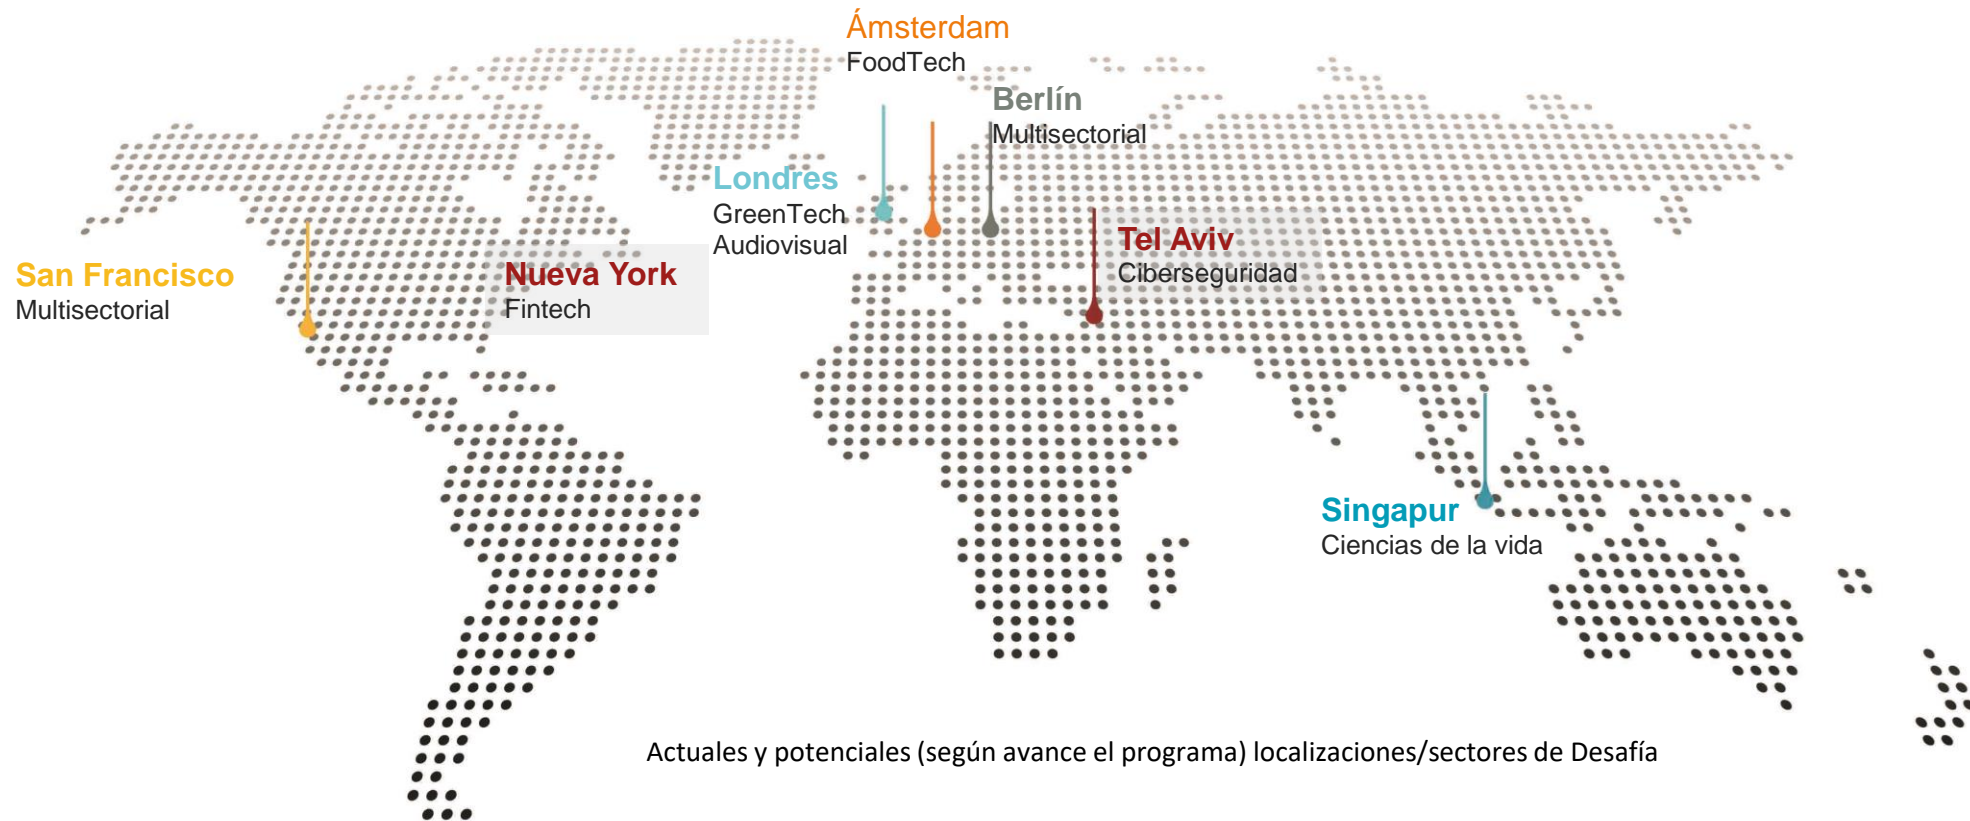 Ámsterdam
FoodTech
Berlín
Multisectorial
Londres
GreenTech
Audiovisual
Tel Aviv
Ciberseguridad
San Francisco
Multisectorial
Nueva York
Fintech
Singapur
Ciencias de la vida
Actuales y potenciales (según avance el programa) localizaciones/sectores de Desafía